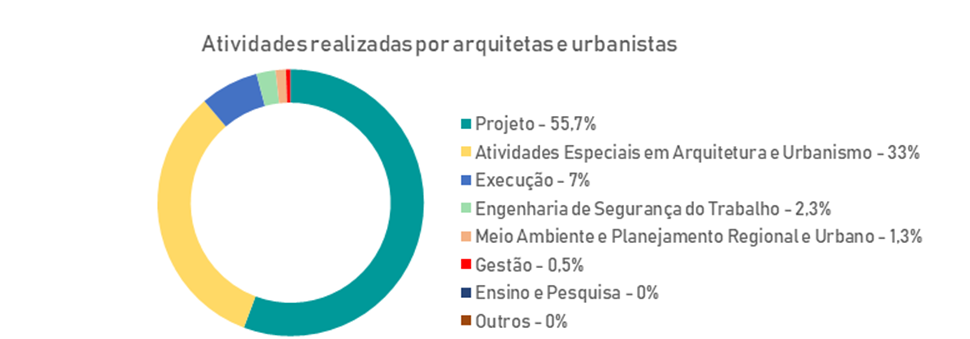 Atividades realizadas por arquitetas e urbanistas
Projeto - 55,7%
Atividades Especiais em Arquitetura e Urbanismo - 33%
Execução - 7%
Engenharia de Segurança do Trabalho - 2,3%
Meio Ambiente e Planejamento Regional e Urbano - 1,3%
Gestão - 0,5%
Ensino e Pesquisa - 0%
Outros - 0%